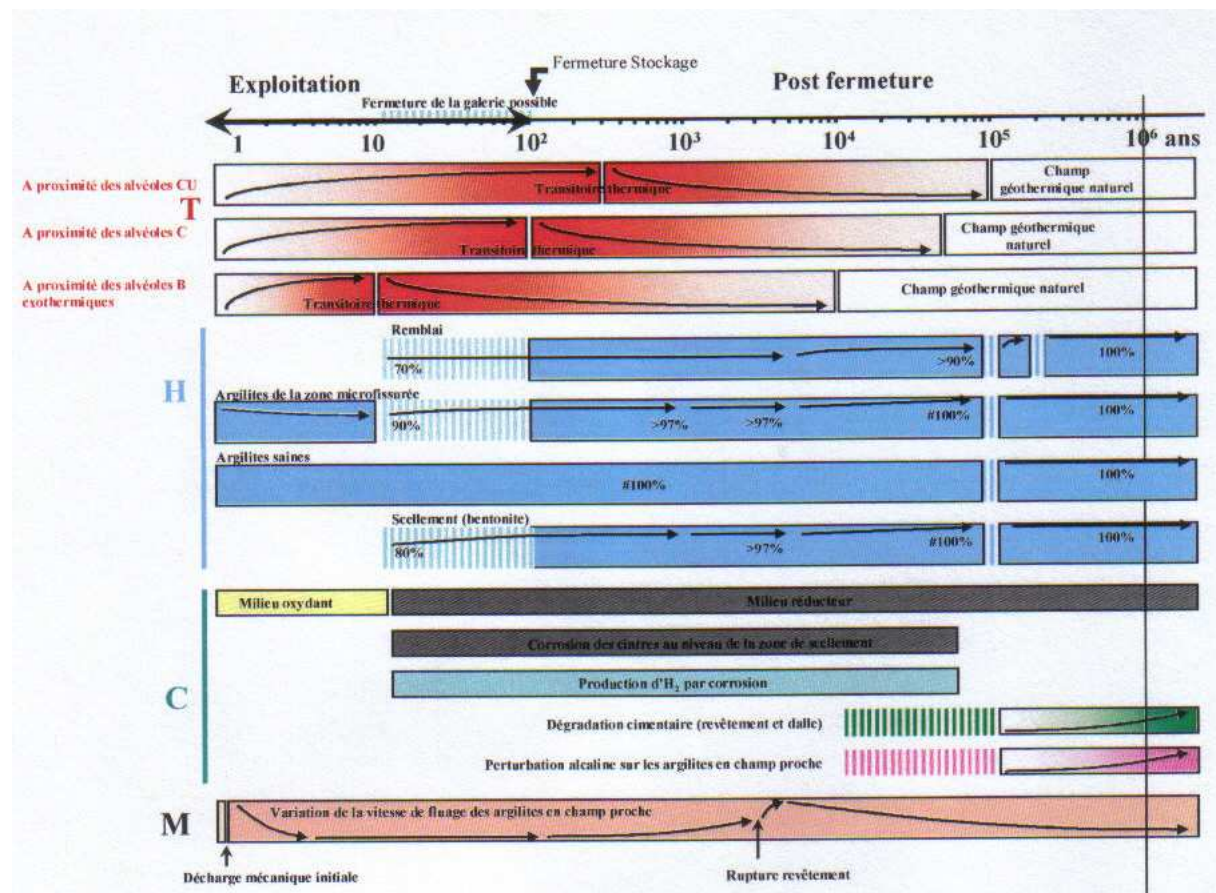 Fermeture Stockage
Exploitation
Post fermeture
Fermeture de la galerie possible
1 10 10² 10³ 10⁴ 10⁵ 10⁶ ans
T
A proximité des alvéoles CU
Transitoire thermique
Champ
géothermique naturel
A proximité des alvéoles C
Transitoire thermique
Champ géothermique
naturel
A proximité des alvéoles B
exothermiques
Transitoire thermique
Champ géothermique naturel
H
Remblai
70%
>90%
100%
Argilites de la zone microfissurée
90%
>97%
>97%
#100%
100%
Argilites saines
#100%
100%
Scellement (bentonite)
80%
>97%
#100%
100%
C
Milieu oxydant
Milieu réducteur
Corrosion des cintres au niveau de la zone de scellement
Production d'H₂ par corrosion
Dégradation cimentaire (revêtement et dalle)
Perturbation alcaline sur les argilites en champ proche
M
Variation de la vitesse de fluage des argilites en champ proche
Décharge mécanique initiale
Rupture revêtement